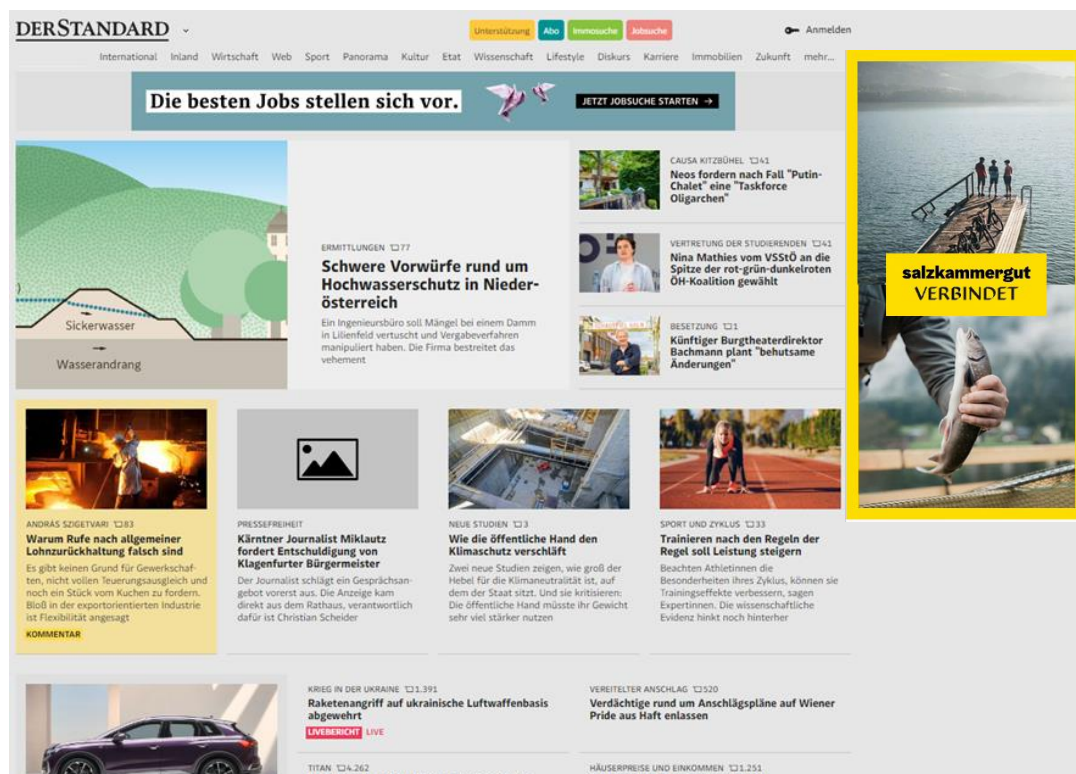 DERSTANDARD
Unterstützung Abo Immosuche Jobsuche
Anmelden
International Inland Wirtschaft Web Sport Panorama Kultur Etat Wissenschaft Lifestyle Diskurs Karriere Immobilien Zukunft mehr...
Die besten Jobs stellen sich vor.
JETZT JOBSUCHE STARTEN →
)
Sickerwasser
Wasserandrang
ERMITTLUNGEN 77
Schwere Vorwürfe rund um
Hochwasserschutz in Nieder-
österreich
Ein Ingenieursbüro soll Mängel bei einem Damm
in Lilienfeld vertuscht und Vergabeverfahren
manipuliert haben. Die Firma bestreitet das
vehement
CAUSA KITZBÜHEL 41
Neos fordern nach Fall "Putin-
Chalet" eine "Taskforce
Oligarchen"
VERTRETUNG DER STUDIERENDEN 41
Nina Mathies vom VSStÖ an die
Spitze der rot-grün-dunkelroten
ÖH-Koalition gewählt
BESETZUNG 1
Künftiger Burgtheaterdirektor
Bachmann plant "behutsame
Änderungen"
salzkammergut
VERBINDET
ANDRÁS SZIGETVARI 83
Warum Rufe nach allgemeiner
Lohnzurückhaltung falsch sind
Es gibt keinen Grund für Gewerkschaf-
ten, nicht vollen Teuerungsausgleich und
noch ein Stück vom Kuchen zu fordern.
Bloß in der exportorientierten Industrie
ist Flexibilität angesagt
KOMMENTAR
PRESSEFREIHEIT
Kärntner Journalist Miklautz
fordert Entschuldigung von
Klagenfurter Bürgermeister
Der Journalist schlägt ein Gesprächsan-
gebot vorerst aus. Die Anzeige kam
direkt aus dem Rathaus, verantwortlich
dafür ist Christian Scheider
NEUE STUDIEN 3
Wie die öffentliche Hand den
Klimaschutz verschläft
Zwei neue Studien zeigen, wie groß der
Hebel für die Klimaneutralität ist, auf
dem der Staat sitzt. Und sie kritisieren:
Die öffentliche Hand müsste ihr Gewicht
sehr viel stärker nutzen
SPORT UND ZYKLUS 33
Trainieren nach den Regeln der
Regel soll Leistung steigern
Beachten Athletinnen die
Besonderheiten ihres Zyklus, können sie
Trainingseffekte verbessern, sagen
Expertinnen. Die wissenschaftliche
Evidenz hinkt noch hinterher
KRIEG IN DER UKRAINE 1.391
Raketenangriff auf ukrainische Luftwaffenbasis
abgewehrt
LIVEBERICHT LIVE
VEREITELTER ANSCHLAG 520
Verdächtige rund um Anschlägspläne auf Wiener
Pride aus Haft enlassen
TITAN 4.262
HÄUSERPREISE UND EINKOMMEN 1.251